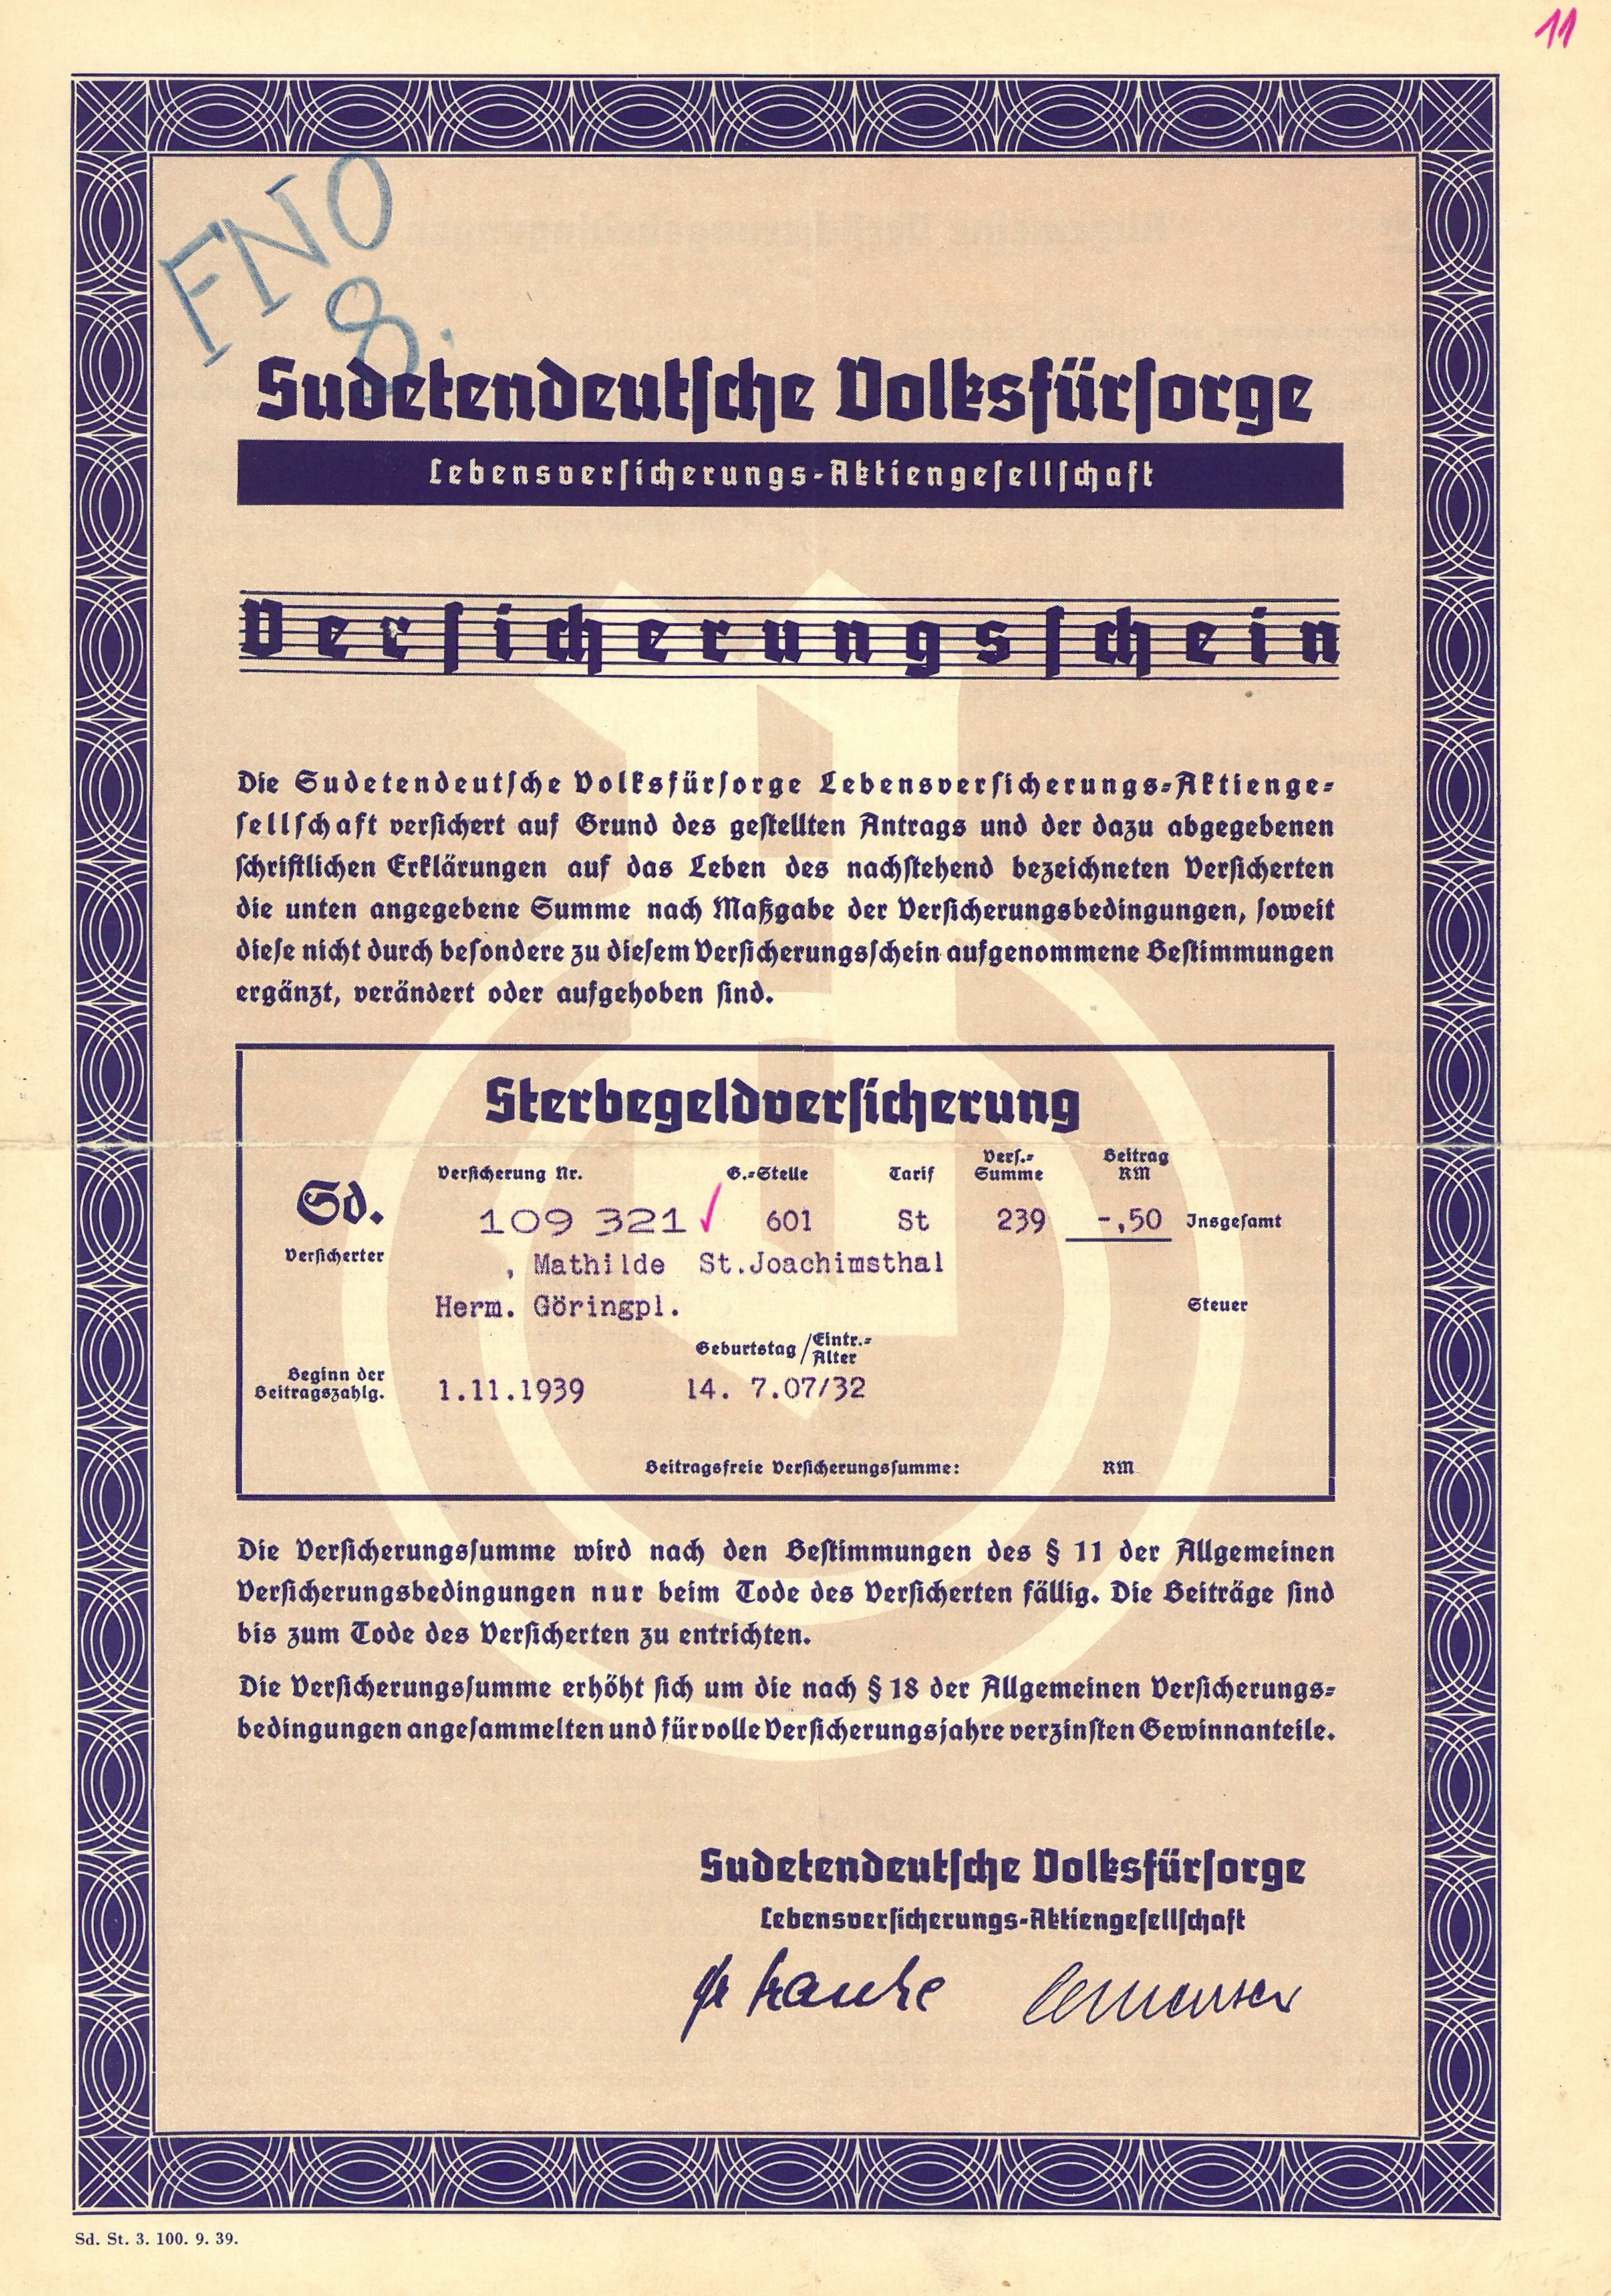 11
FNO
8.
Sudetendeutsche Volksfürsorge
Lebensversicherungs-Aktiengesellschaft
Versicherungsschein
Die Sudetendeutsche Volksfürsorge Lebensversicherungs-Aktienge-
sellschaft versichert auf Grund des gestellten Antrags und der dazu abgegebenen
schriftlichen Erklärungen auf das Leben des nachstehend bezeichneten Versicherten
die unten angegebene Summe nach Maßgabe der Versicherungsbedingungen, soweit
diese nicht durch besondere zu diesem Versicherungsschein aufgenommene Bestimmungen
ergänzt, verändert oder aufgehoben sind.
Sterbegeldversicherung
Versicherung Nr. G.-Stelle Tarif Vers.-Summe Beitrag RM
Sd. 109 321 601 St 239 -,50 Insgesamt
Versicherter , Mathilde St.Joachimsthal
Herm. Göringpl. Steuer
Geburtstag/Eintr.-Alter
Beginn der Beitragszahlg. 1.11.1939 14. 7.07/32
Beitragsfreie Versicherungssumme: RM
Die Versicherungssumme wird nach den Bestimmungen des § 11 der Allgemeinen
Versicherungsbedingungen nur beim Tode des Versicherten fällig. Die Beiträge sind
bis zum Tode des Versicherten zu entrichten.
Die Versicherungssumme erhöht sich um die nach § 18 der Allgemeinen Versicherungs-
bedingungen angesammelten und für volle Versicherungsjahre verzinsten Gewinnanteile.
Sudetendeutsche Volksfürsorge
Lebensversicherungs-Aktiengesellschaft
Sd. St. 3. 100. 9. 39.